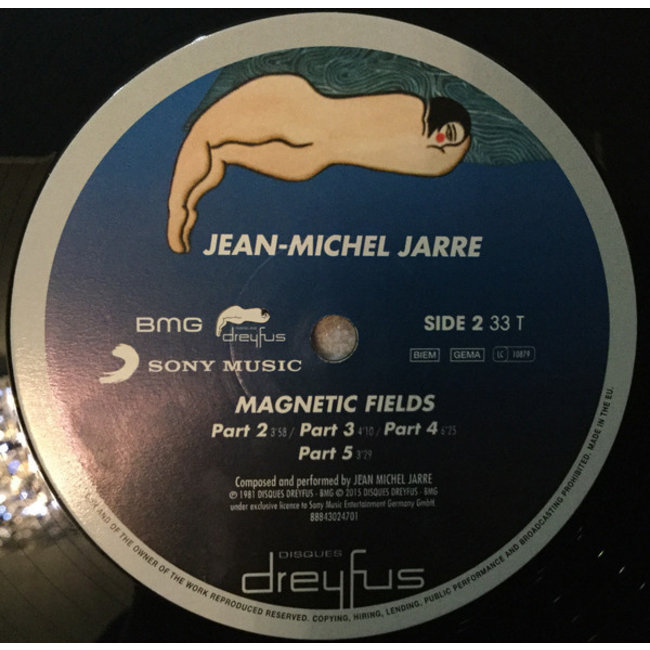 JEAN-MICHEL JARRE
BMG
dreyfus
SIDE 2 33 T
SONY MUSIC
BIEM GEMA LC 10879
MAGNETIC FIELDS
Part 2 3'58 / Part 3 4'10 / Part 4 6'25
Part 5 3'29
Composed and performed by JEAN MICHEL JARRE
℗ 1981 DISQUES DREYFUS - BMG © 2015 DISQUES DREYFUS - BMG
under exclusive licence to Sony Music Entertainment Germany GmbH
88843024701
DISQUES
dreyfus
AND OF THE OWNER OF THE WORK REPRODUCED RESERVED. COPYING, HIRING, LENDING, PUBLIC PERFORMANCE AND BROADCASTING PROHIBITED. MADE IN THE EU.